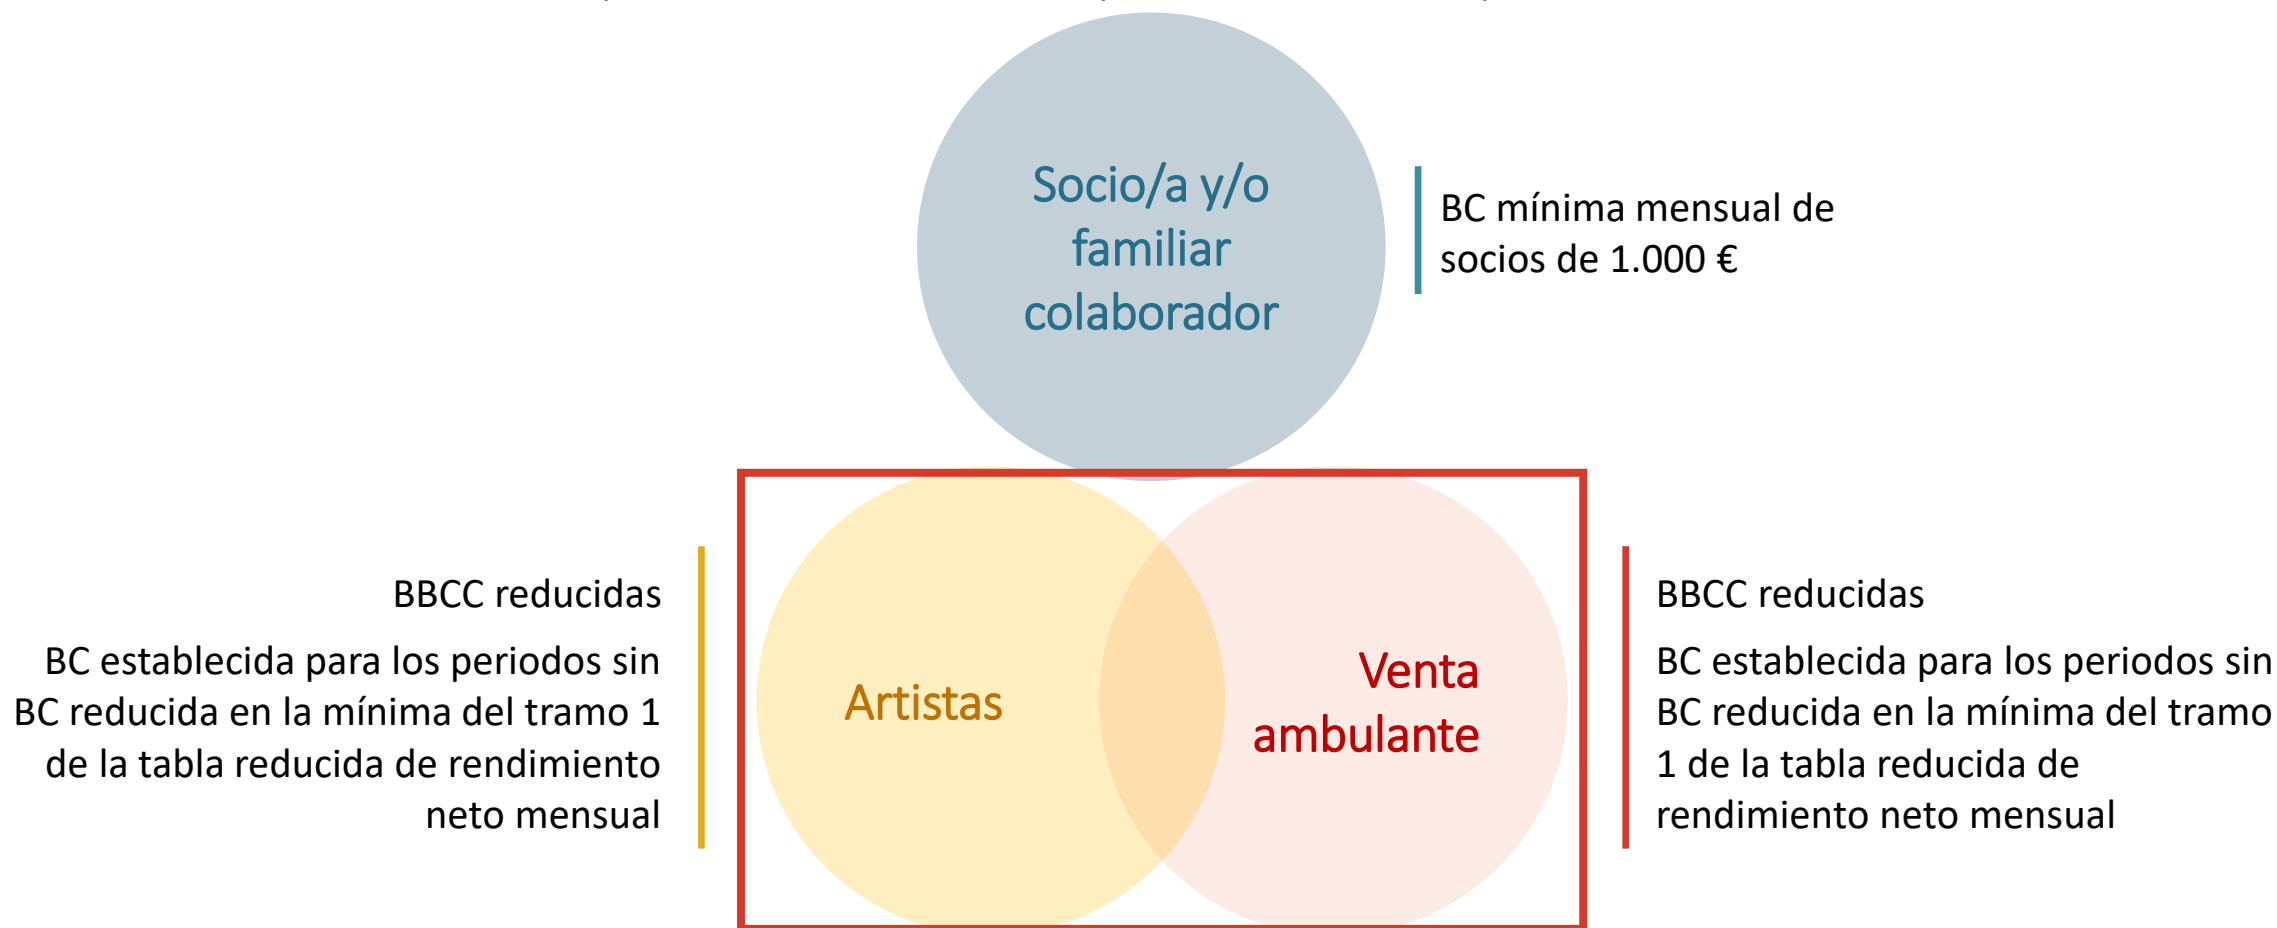 Socio/a y/o
familiar
colaborador
BC mínima mensual de
socios de 1.000 €
BBCC reducidas
BC establecida para los periodos sin
BC reducida en la mínima del tramo 1
de la tabla reducida de rendimiento
neto mensual
Artistas
Venta
ambulante
BBCC reducidas
BC establecida para los periodos sin
BC reducida en la mínima del tramo
1 de la tabla reducida de
rendimiento neto mensual